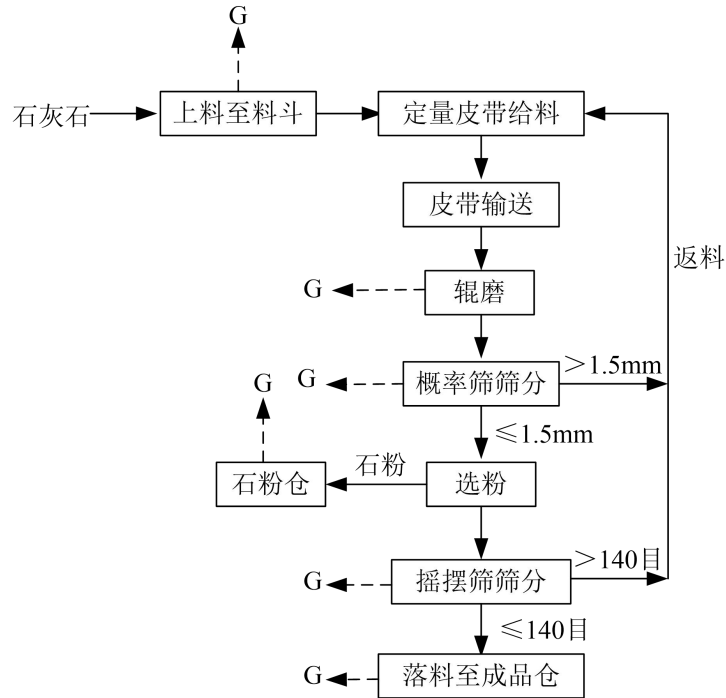 G
石灰石
上料至料斗
定量皮带给料
皮带输送
返料
G
辊磨
G
G
概率筛筛分
>1.5mm
≤1.5mm
石粉仓
石粉
选粉
G
摇摆筛筛分
>140目
≤140目
G
落料至成品仓